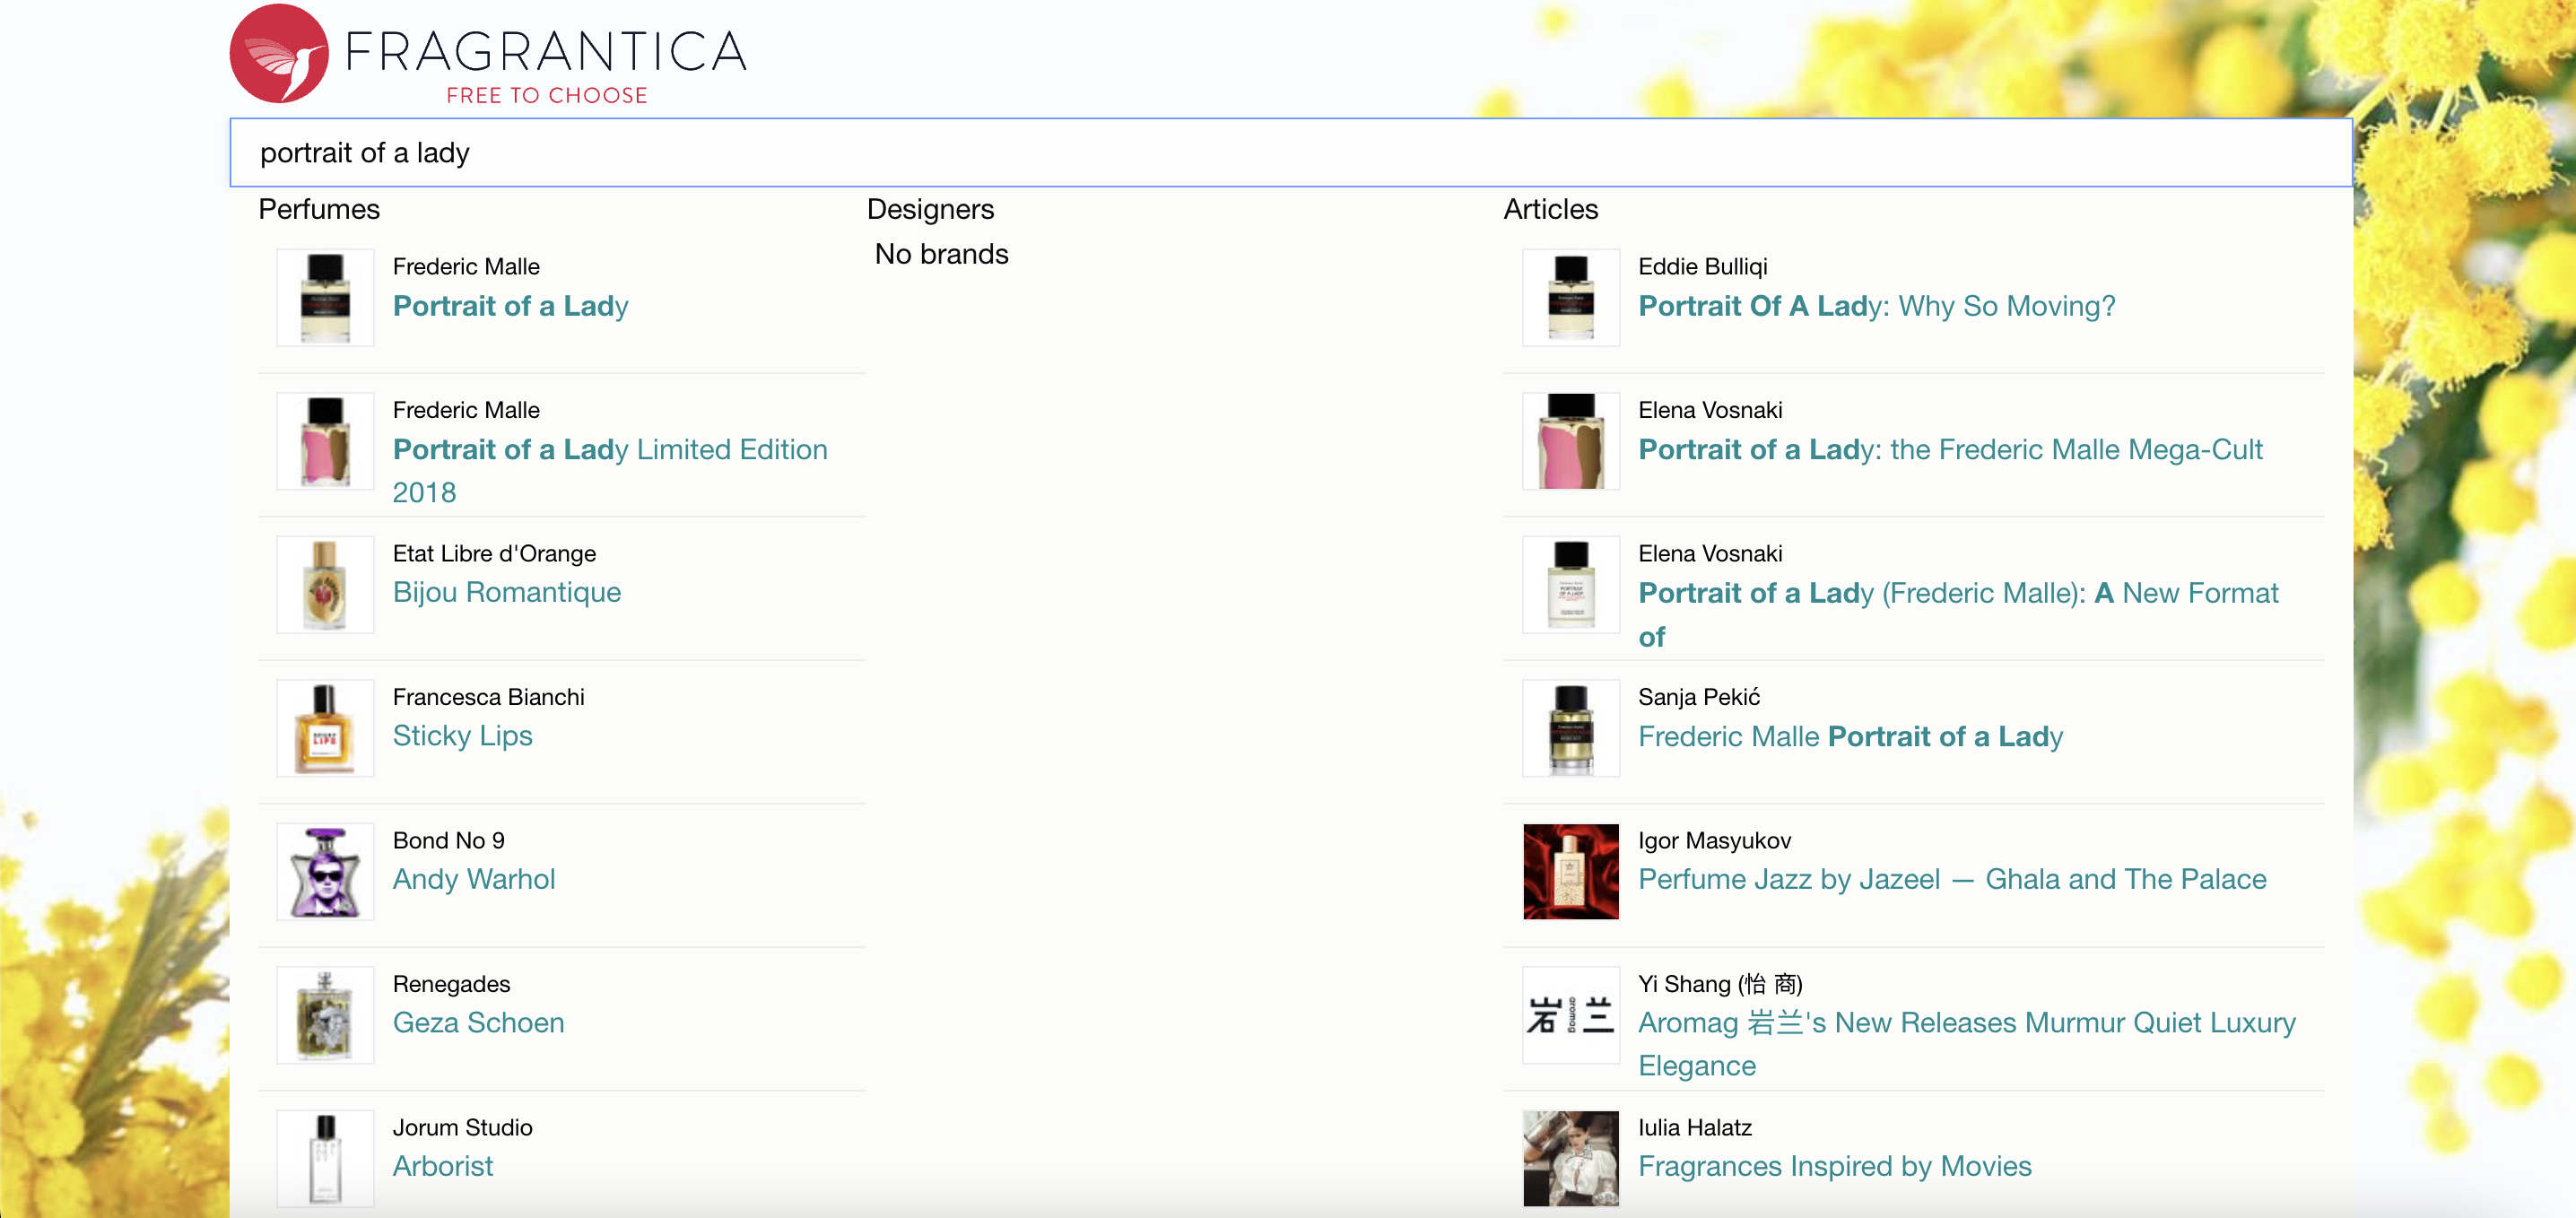 FRAGRANTICA
FREE TO CHOOSE
portrait of a lady
Perfumes
Frederic Malle
Portrait of a Lady
Frederic Malle
Portrait of a Lady Limited Edition
2018
Etat Libre d'Orange
Bijou Romantique
Francesca Bianchi
Sticky Lips
Bond No 9
Andy Warhol
Renegades
Geza Schoen
Jorum Studio
Arborist
Designers
No brands
Articles
Eddie Bulliqi
Portrait Of A Lady: Why So Moving?
Elena Vosnaki
Portrait of a Lady: the Frederic Malle Mega-Cult
Elena Vosnaki
Portrait of a Lady (Frederic Malle): A New Format
of
Sanja Pekić
Frederic Malle Portrait of a Lady
Igor Masyukov
Perfume Jazz by Jazeel — Ghala and The Palace
岩 aromag 兰
Yi Shang (怡 商)
Aromag 岩兰's New Releases Murmur Quiet Luxury
Elegance
Iulia Halatz
Fragrances Inspired by Movies